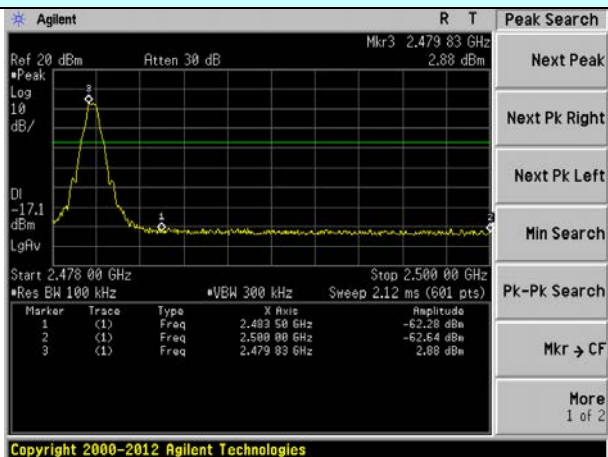 Agilent R T Peak Search
Mkr3 2.479 83 GHz
Ref 20 dBm Atten 30 dB 2.88 dBm
Peak
Log
10
dB/
3
DI
-17.1
dBm
LgAv
1
2
Start 2.478 00 GHz Stop 2.500 00 GHz
Res BW 100 kHz VBW 300 kHz Sweep 2.12 ms (601 pts)
Marker Trace Type X Axis Amplitude
1 (1) Freq 2.483 50 GHz -62.28 dBm
2 (1) Freq 2.500 00 GHz -62.64 dBm
3 (1) Freq 2.479 83 GHz 2.88 dBm
Next Peak
Next Pk Right
Next Pk Left
Min Search
Pk-Pk Search
Mkr → CF
More
1 of 2
Copyright 2000-2012 Agilent Technologies